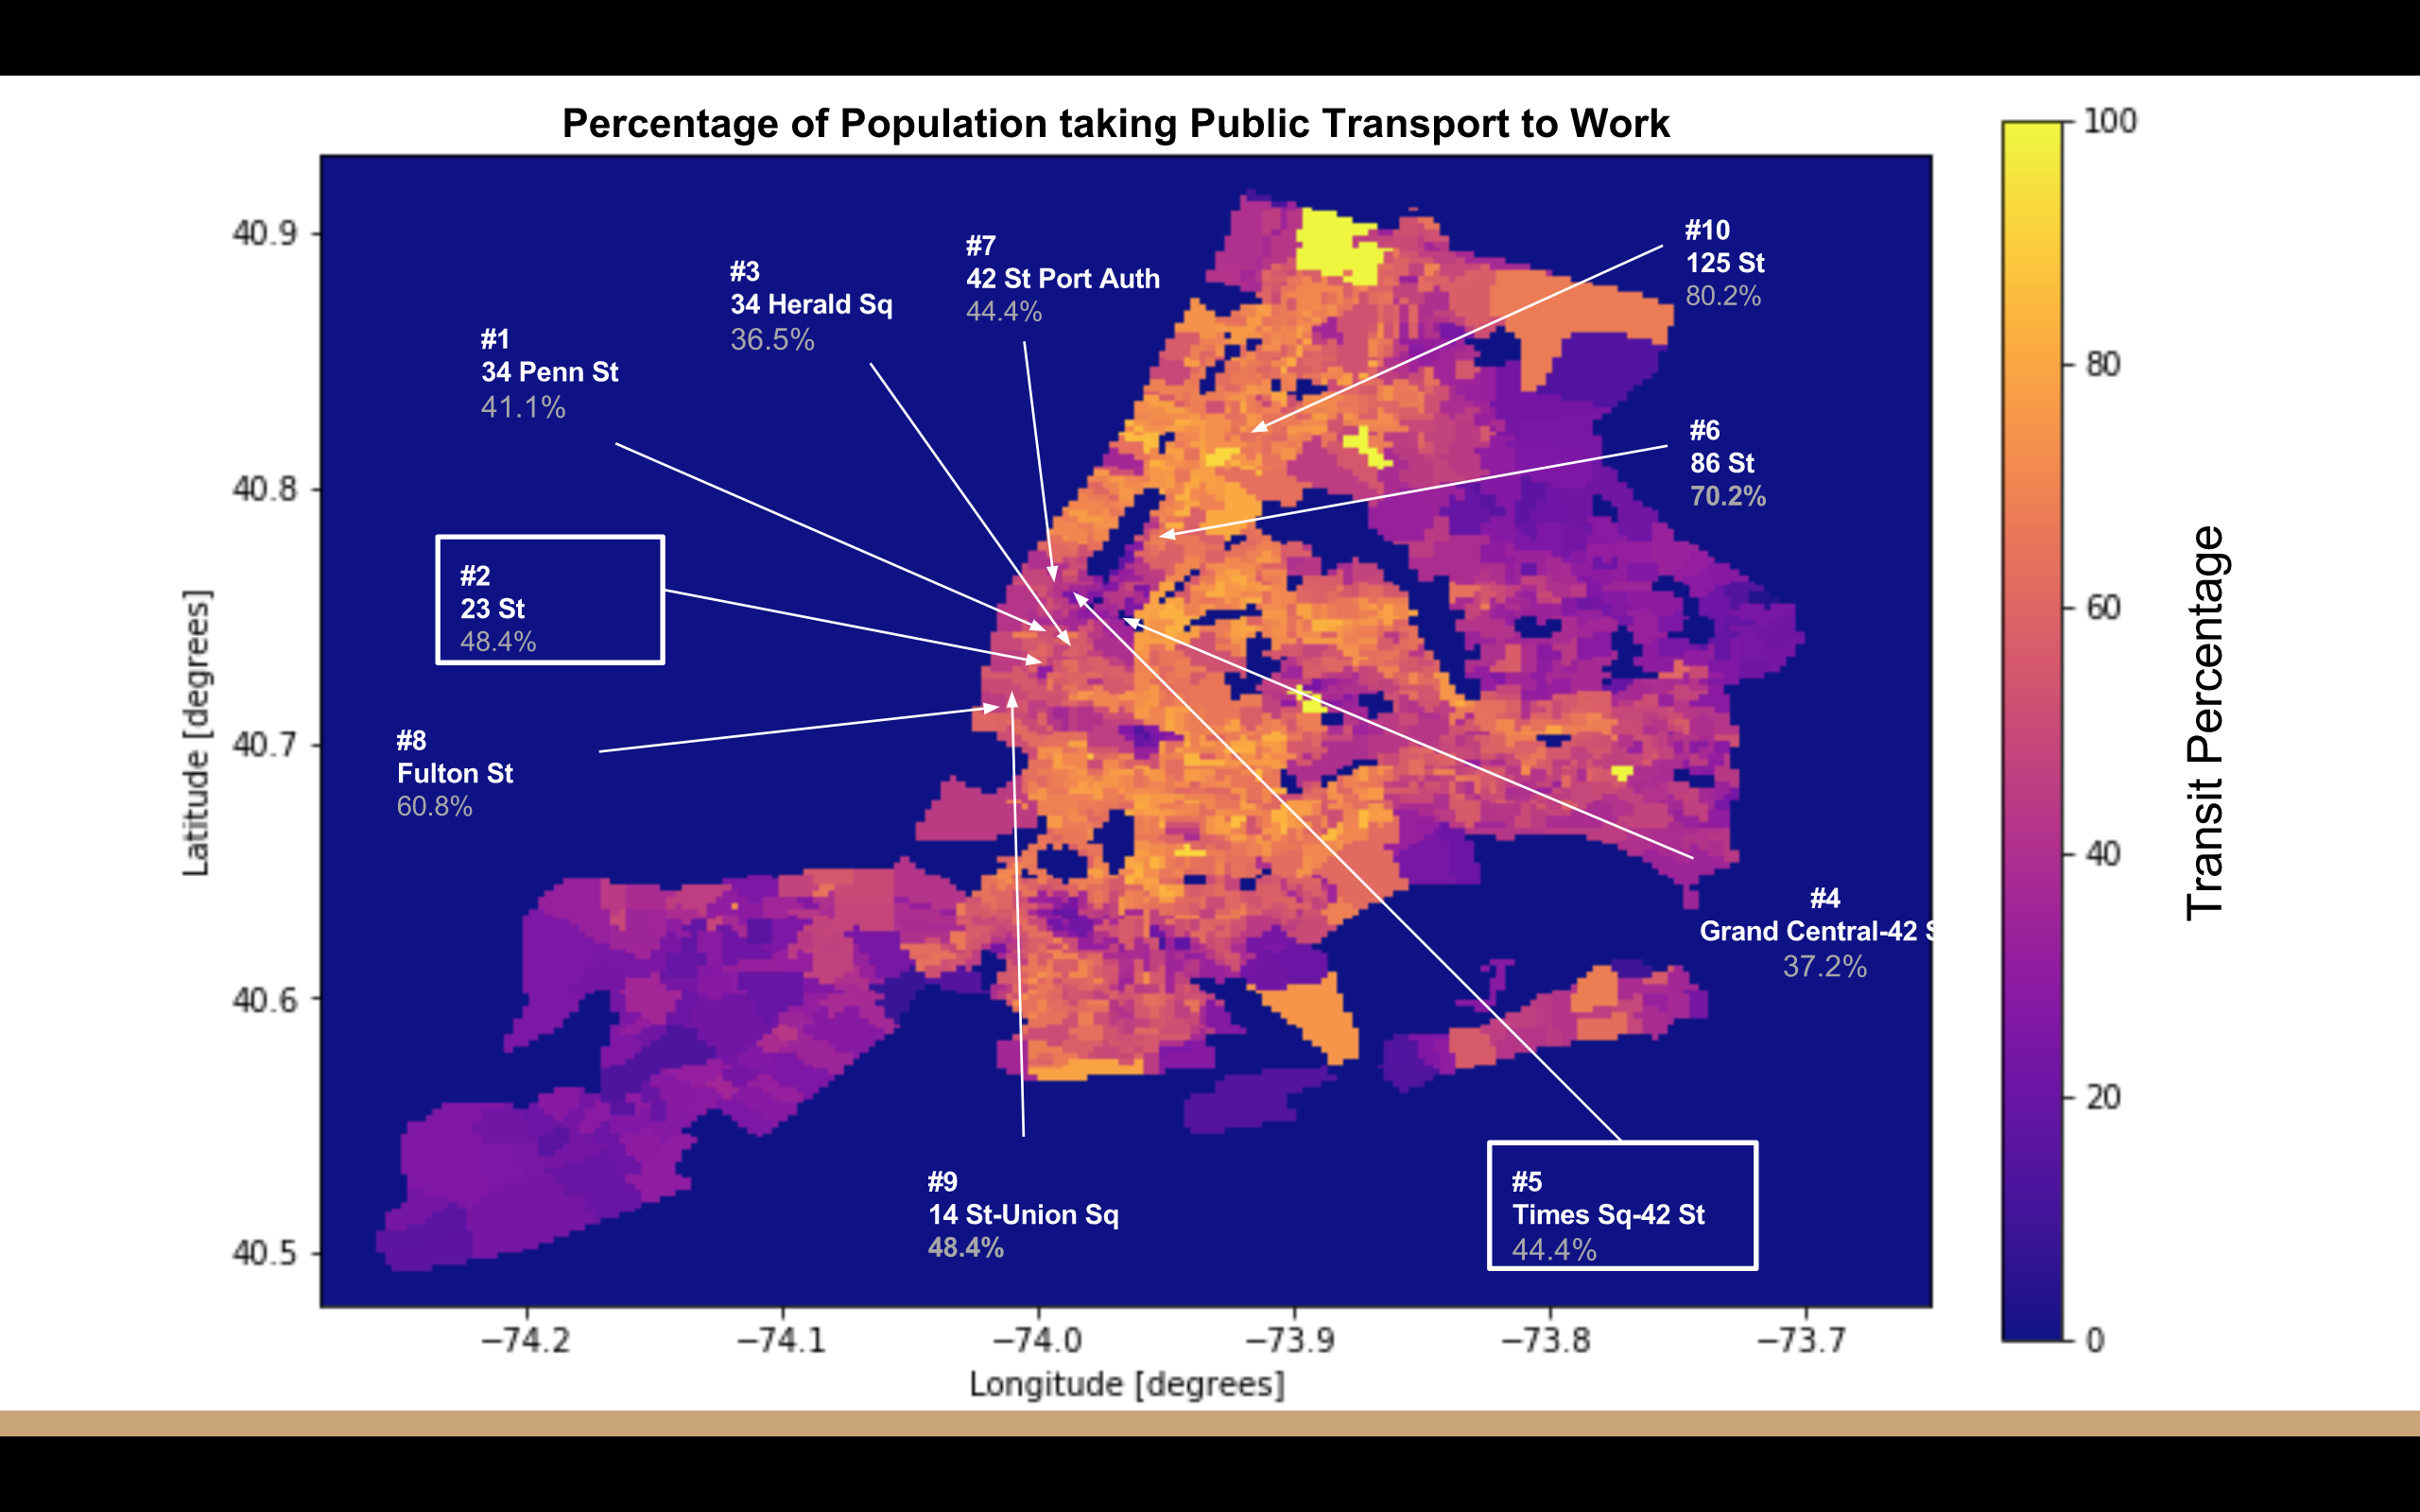 Percentage of Population taking Public Transport to Work
#1
34 Penn St
41.1%
#3
34 Herald Sq
36.5%
#7
42 St Port Auth
44.4%
#10
125 St
80.2%
#6
86 St
70.2%
#2
23 St
48.4%
#8
Fulton St
60.8%
#4
Grand Central-42 S
37.2%
#9
14 St-Union Sq
48.4%
#5
Times Sq-42 St
44.4%
40.9
40.8
40.7
40.6
40.5
Latitude [degrees]
−74.2
−74.1
−74.0
−73.9
−73.8
−73.7
Longitude [degrees]
100
80
60
40
20
0
Transit Percentage